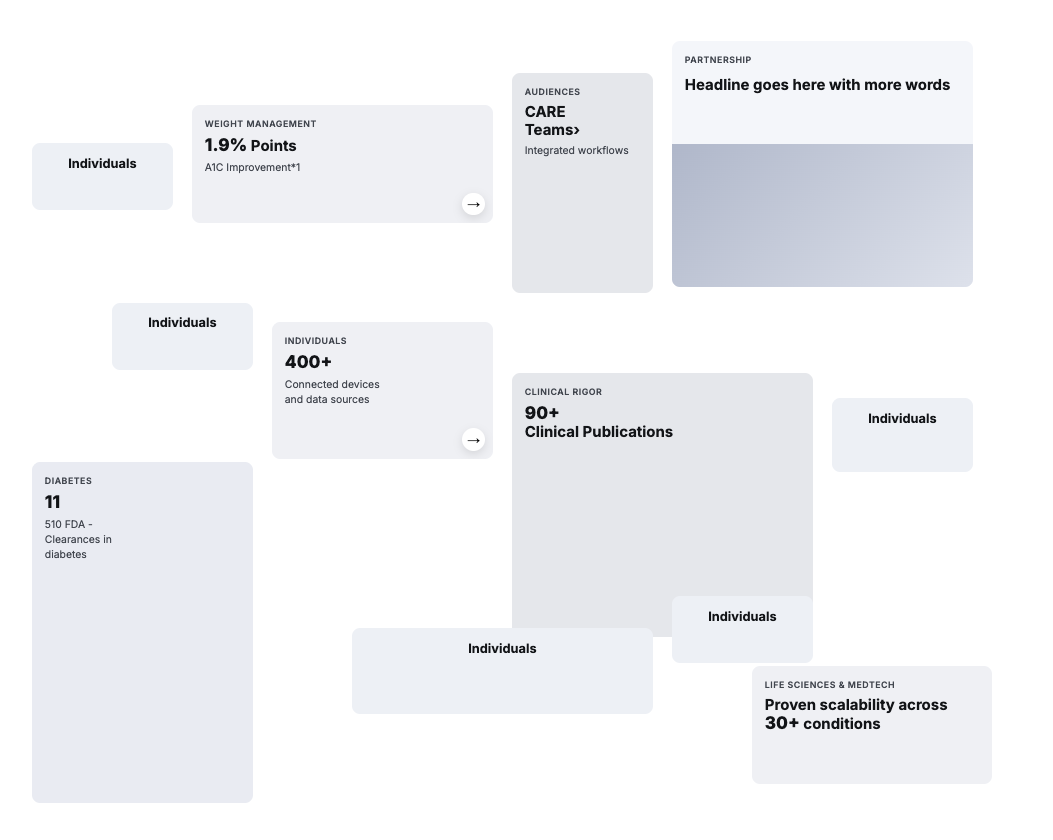 PARTNERSHIP
Headline goes here with more words
AUDIENCES
CARE
Teams›
Integrated workflows
WEIGHT MANAGEMENT
1.9% Points
A1C Improvement*1
→
Individuals
Individuals
INDIVIDUALS
400+
Connected devices
and data sources
→
CLINICAL RIGOR
90+
Clinical Publications
Individuals
DIABETES
11
510 FDA -
Clearances in
diabetes
Individuals
Individuals
LIFE SCIENCES & MEDTECH
Proven scalability across
30+ conditions